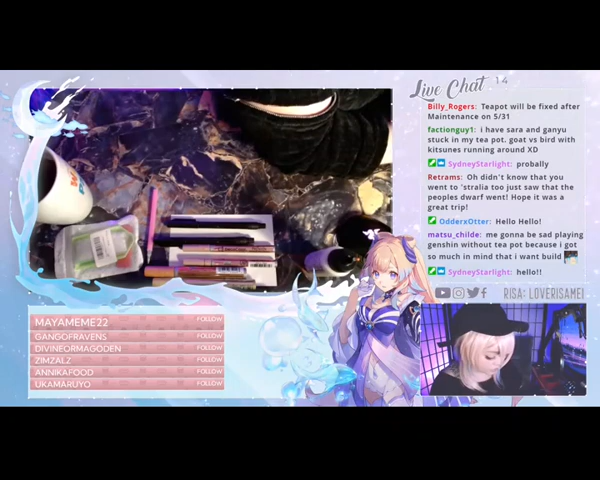 Live Chat 14
Billy_Rogers: Teapot will be fixed after
Maintenance on 5/31
factionguy1: i have sara and ganyu
stuck in my tea pot. goat vs bird with
kitsunes running around XD
SydneyStarlight: probally
Retrams: Oh didn't know that you
went to 'stralia too just saw that the
peoples dwarf went! Hope it was a
great trip!
OdderxOtter: Hello Hello!
matsu_childe: me gonna be sad playing
genshin without tea pot because i got
so much in mind that i want build
SydneyStarlight: hello!!
RISA: LOVERISAMEI
MAYAMEME22 FOLLOW
GANGOFRAVENS FOLLOW
DIVINEORMAGODEN FOLLOW
ZIMZALZ FOLLOW
ANNIKAFOOD FOLLOW
UKAMARUYO FOLLOW